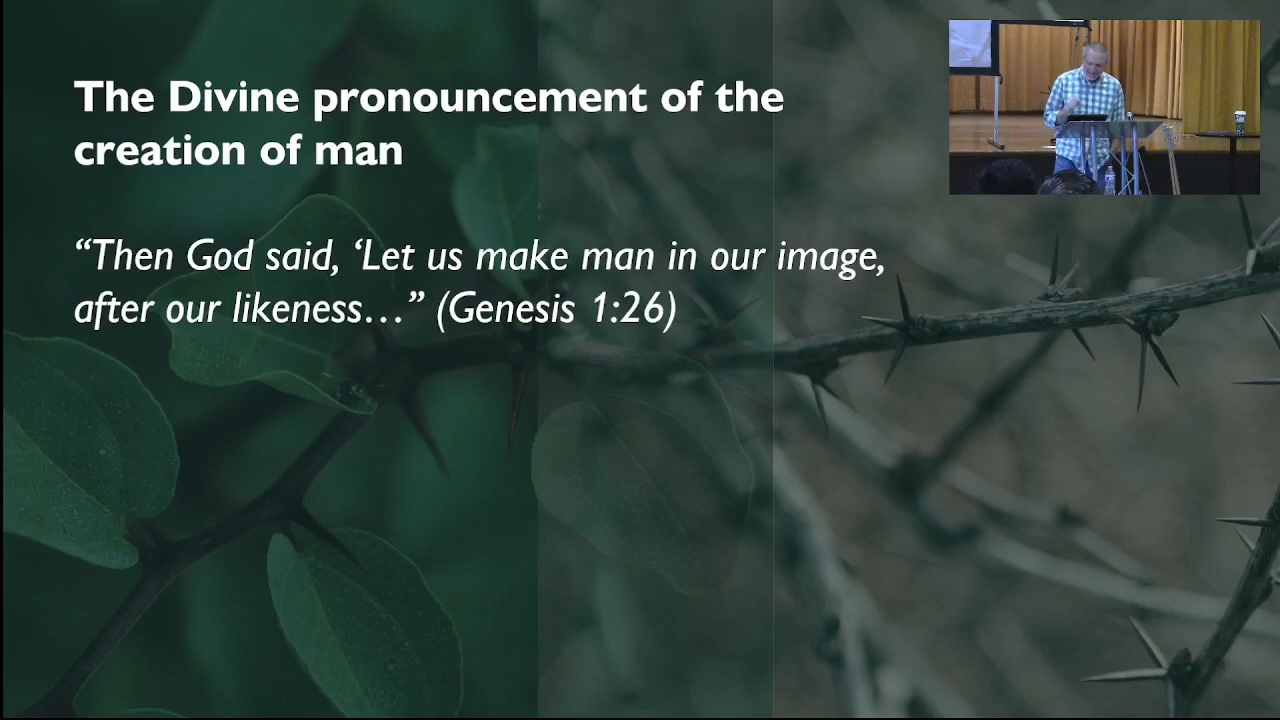 The Divine pronouncement of the
creation of man
“Then God said, ‘Let us make man in our image,
after our likeness…” (Genesis 1:26)